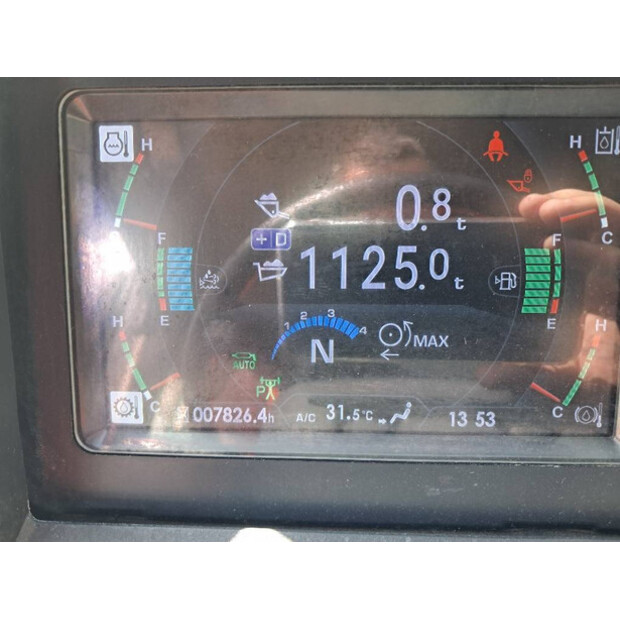 H
H
0.8 t
+ D
C
F
1125.0 t
F
E
E
1 2 3 4
H
N
MAX
H
AUTO
P
C
C
007826.4h
A/C 31.5°C
13 53